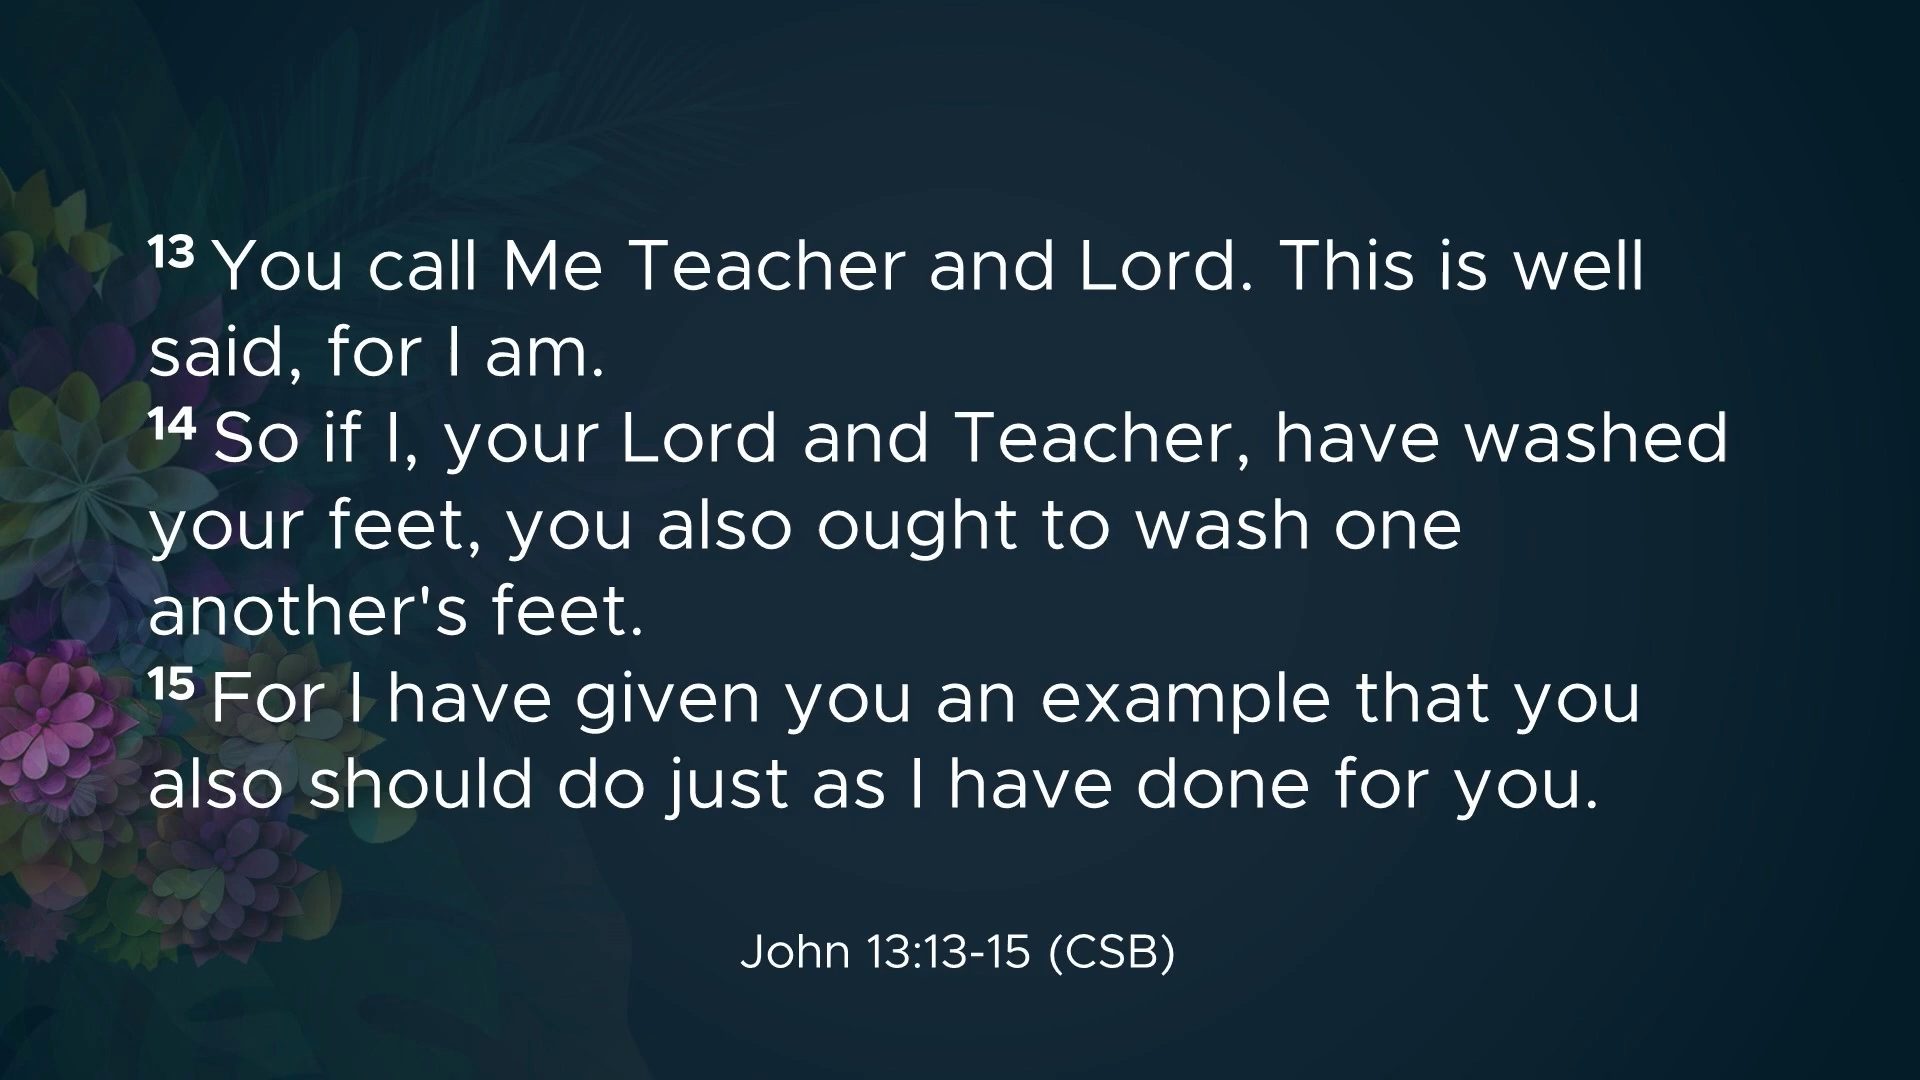 13 You call Me Teacher and Lord. This is well
said, for I am.
14 So if I, your Lord and Teacher, have washed
your feet, you also ought to wash one
another's feet.
15 For I have given you an example that you
also should do just as I have done for you.
John 13:13-15 (CSB)